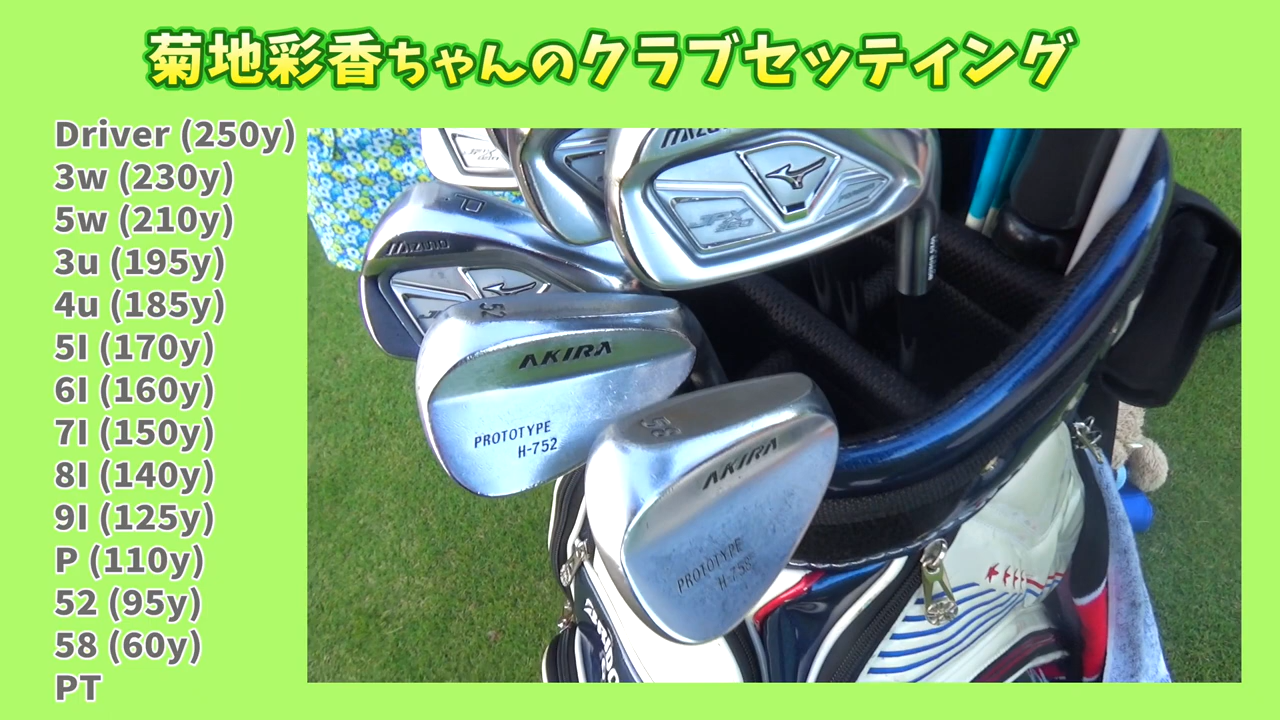 菊地彩香ちゃんのクラブセッティング
Driver (250y)
3w (230y)
5w (210y)
3u (195y)
4u (185y)
5I (170y)
6I (160y)
7I (150y)
8I (140y)
9I (125y)
P (110y)
52 (95y)
58 (60y)
PT
MIZUNO
MIZUNO
52
AKIRA
PROTOTYPE
H-752
58
AKIRA
PROTOTYPE
H-758